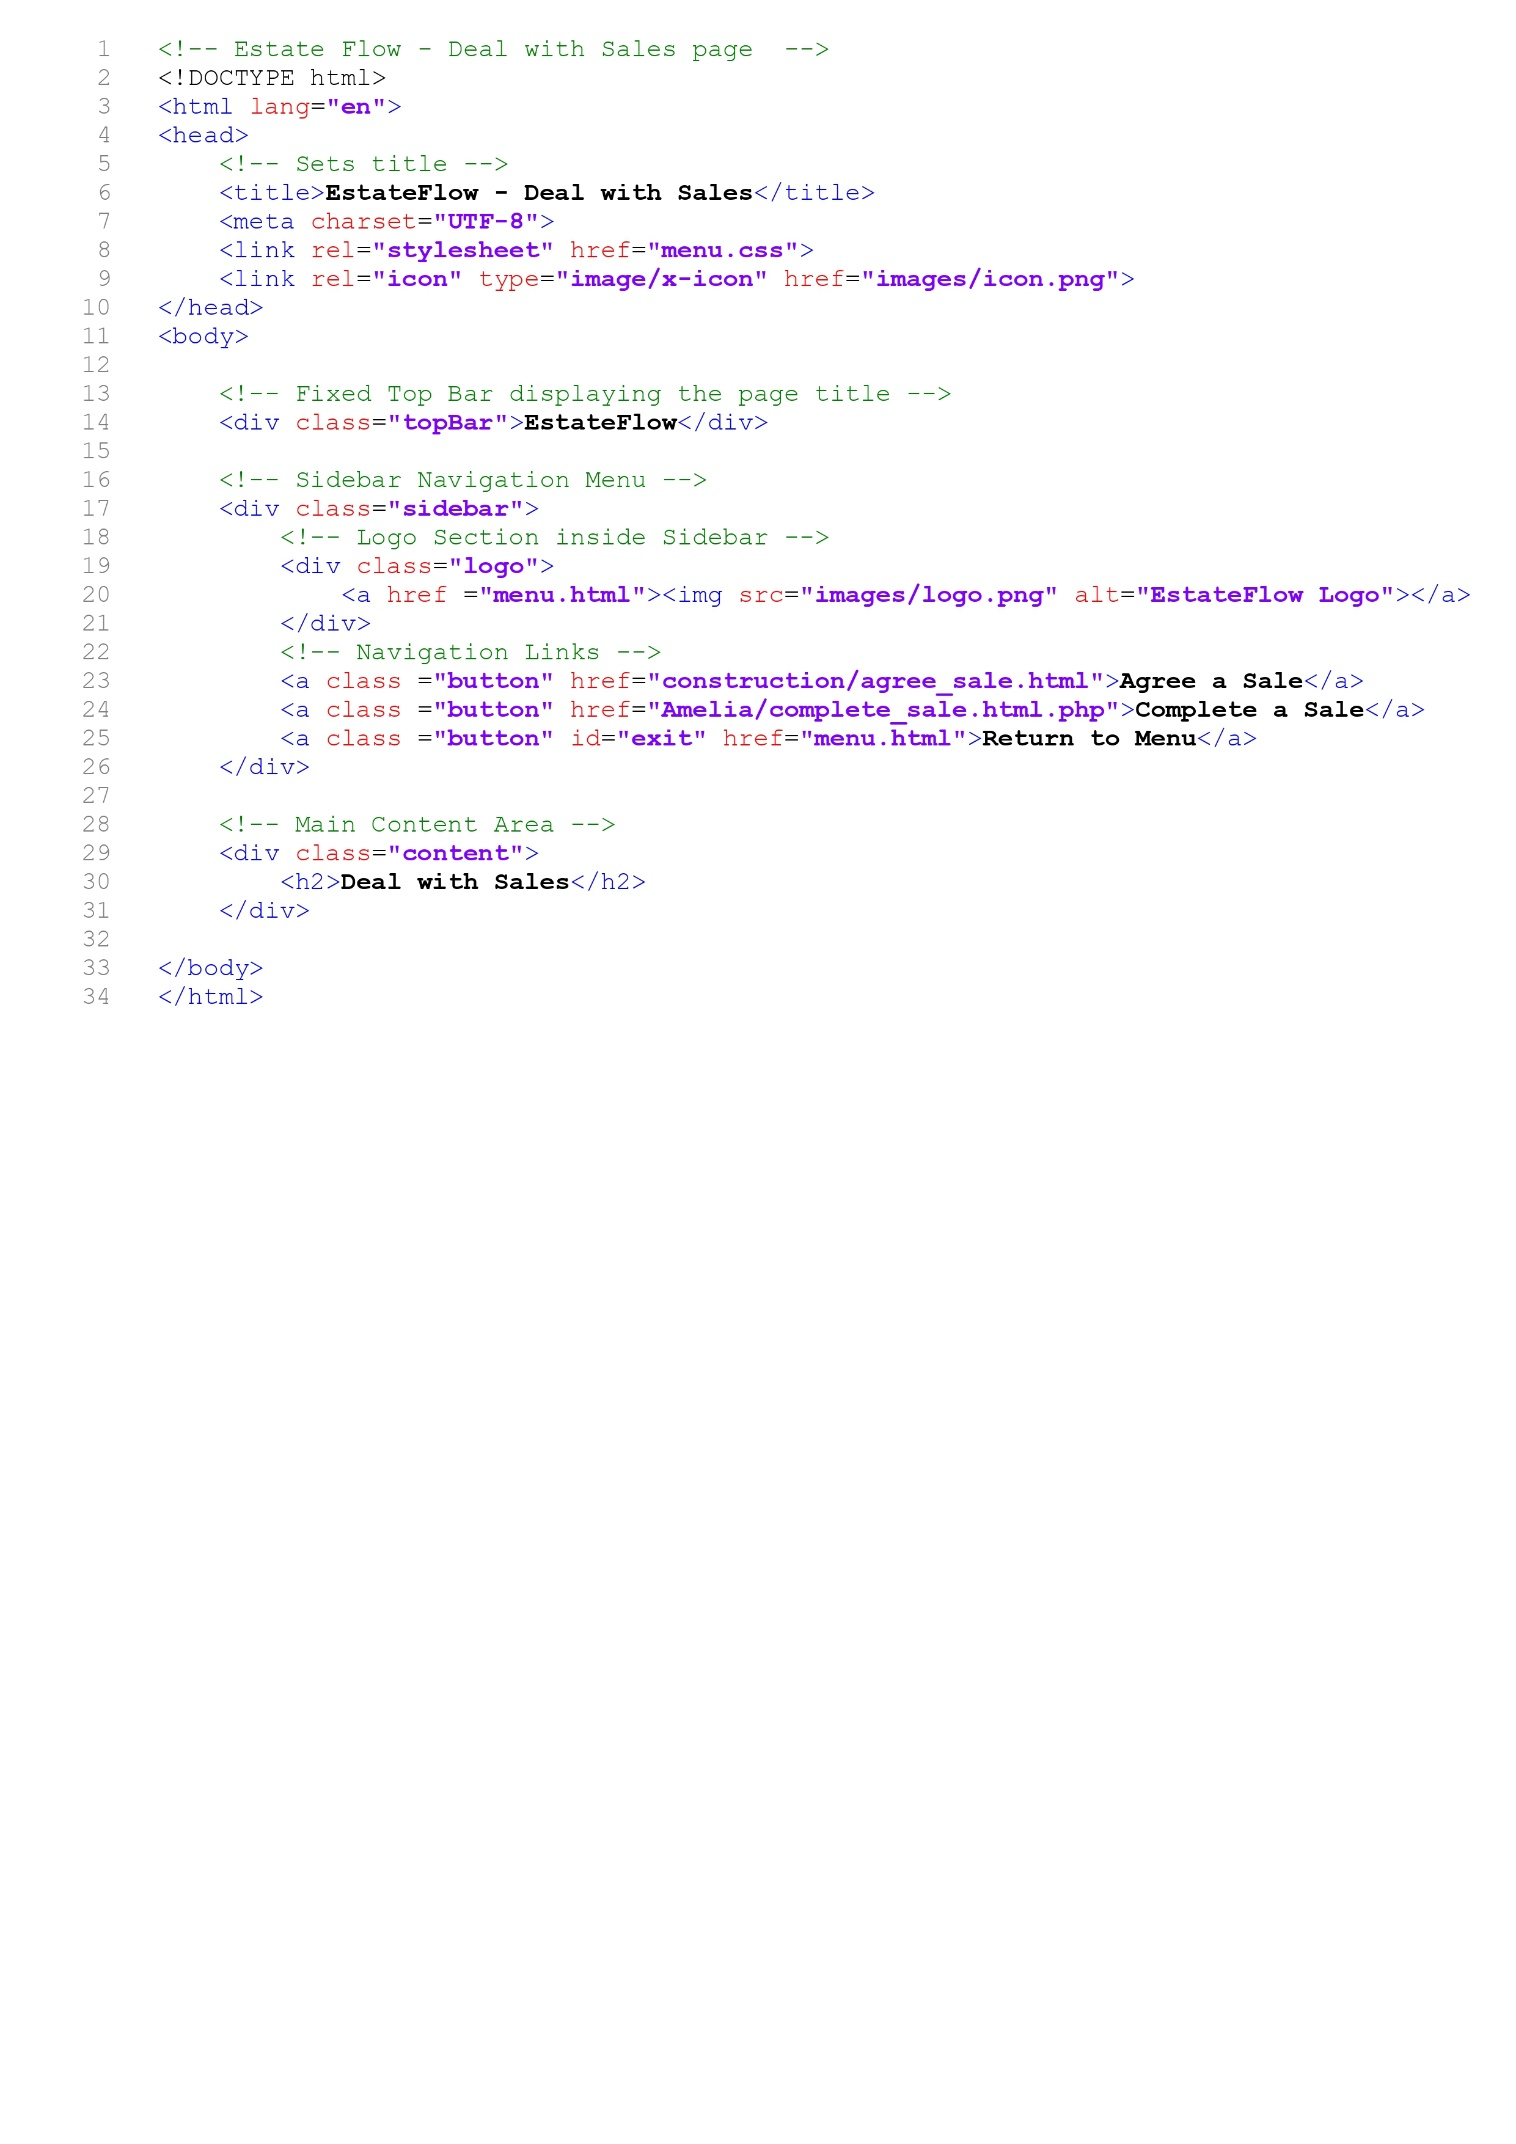 1 <!-- Estate Flow - Deal with Sales page  -->
2 <!DOCTYPE html>
3 <html lang="en">
4 <head>
5     <!-- Sets title -->
6     <title>EstateFlow - Deal with Sales</title>
7     <meta charset="UTF-8">
8     <link rel="stylesheet" href="menu.css">
9     <link rel="icon" type="image/x-icon" href="images/icon.png">
10 </head>
11 <body>
12
13     <!-- Fixed Top Bar displaying the page title -->
14     <div class="topBar">EstateFlow</div>
15
16     <!-- Sidebar Navigation Menu -->
17     <div class="sidebar">
18         <!-- Logo Section inside Sidebar -->
19         <div class="logo">
20             <a href ="menu.html"><img src="images/logo.png" alt="EstateFlow Logo"></a>
21         </div>
22         <!-- Navigation Links -->
23         <a class ="button" href="construction/agree_sale.html">Agree a Sale</a>
24         <a class ="button" href="Amelia/complete_sale.html.php">Complete a Sale</a>
25         <a class ="button" id="exit" href="menu.html">Return to Menu</a>
26     </div>
27
28     <!-- Main Content Area -->
29     <div class="content">
30         <h2>Deal with Sales</h2>
31     </div>
32
33 </body>
34 </html>